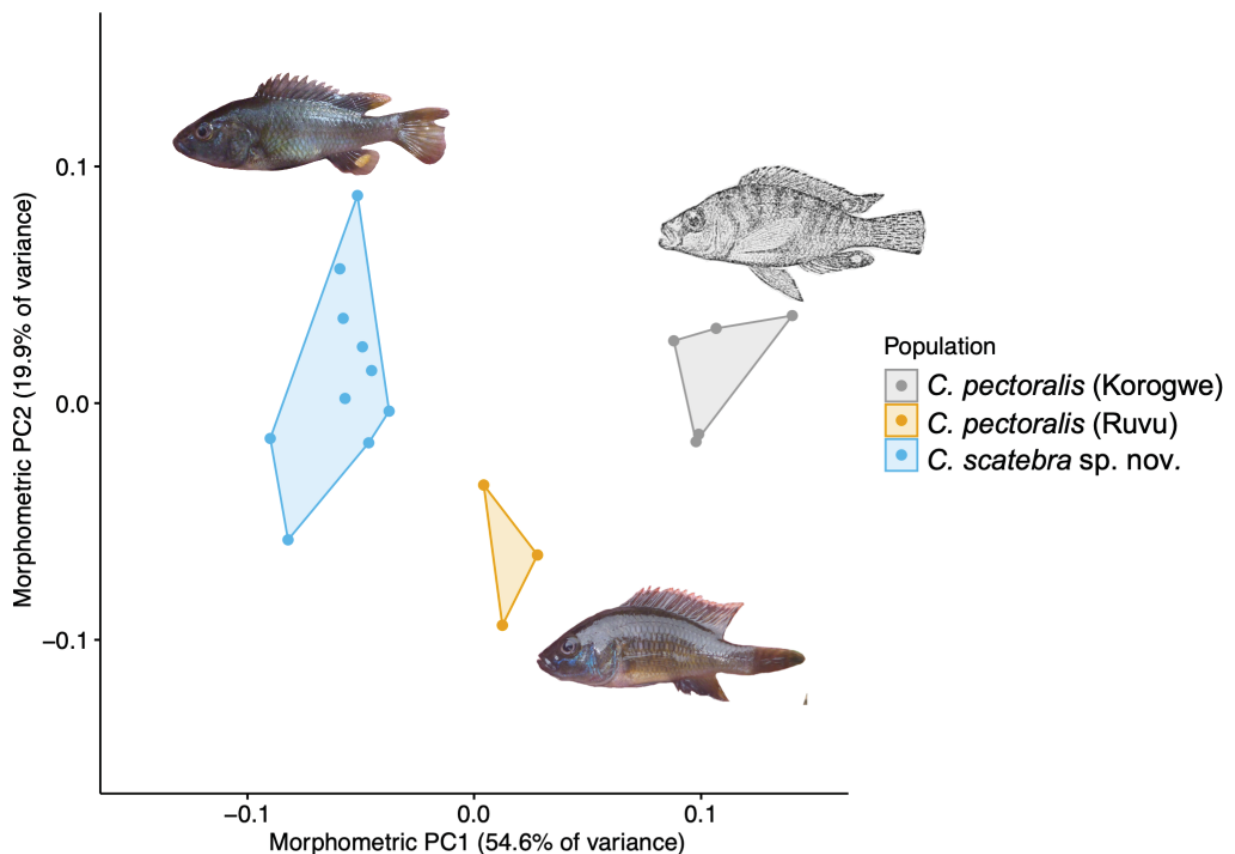 0.1
0.0
−0.1
Morphometric PC2 (19.9% of variance)
Population
C. pectoralis (Korogwe)
C. pectoralis (Ruvu)
C. scatebra sp. nov.
−0.1
0.0
0.1
Morphometric PC1 (54.6% of variance)